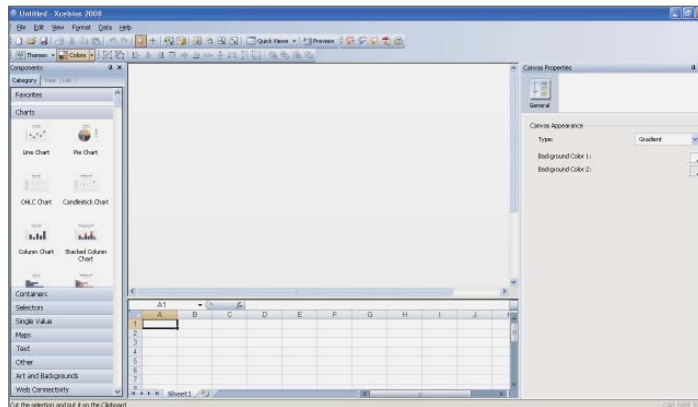 Untitled - Xcelsius 2008
File Edit View Format Data Help
Quick Views Preview
Themes Colors
Components
Category Tree List
Favorites
Charts
Line Chart Pie Chart
OHLC Chart Candlestick Chart
Column Chart Stacked Column Chart
Containers
Selectors
Single Value
Maps
Text
Other
Art and Backgrounds
Web Connectivity
Canvas Properties
General
Canvas Appearance
Type: Gradient
Background Color 1:
Background Color 2:
A1 fx
A B C D E F G H I J
1
2
3
4
5
6
7
Sheet1
Cut the selection and put it on the Clipboard